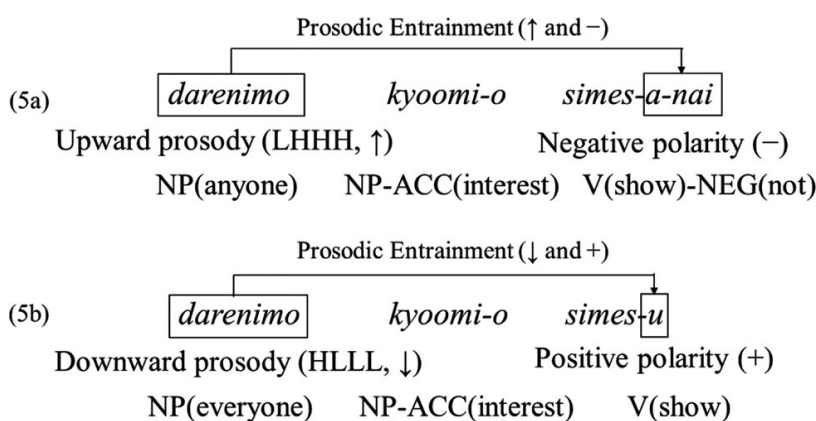 Prosodic Entrainment (↑ and −)
(5a) darenimo kyoomi-o simes-a-nai
Upward prosody (LHHH, ↑) Negative polarity (−)
NP(anyone) NP-ACC(interest) V(show)-NEG(not)
Prosodic Entrainment (↓ and +)
(5b) darenimo kyoomi-o simes-u
Downward prosody (HLLL, ↓) Positive polarity (+)
NP(everyone) NP-ACC(interest) V(show)